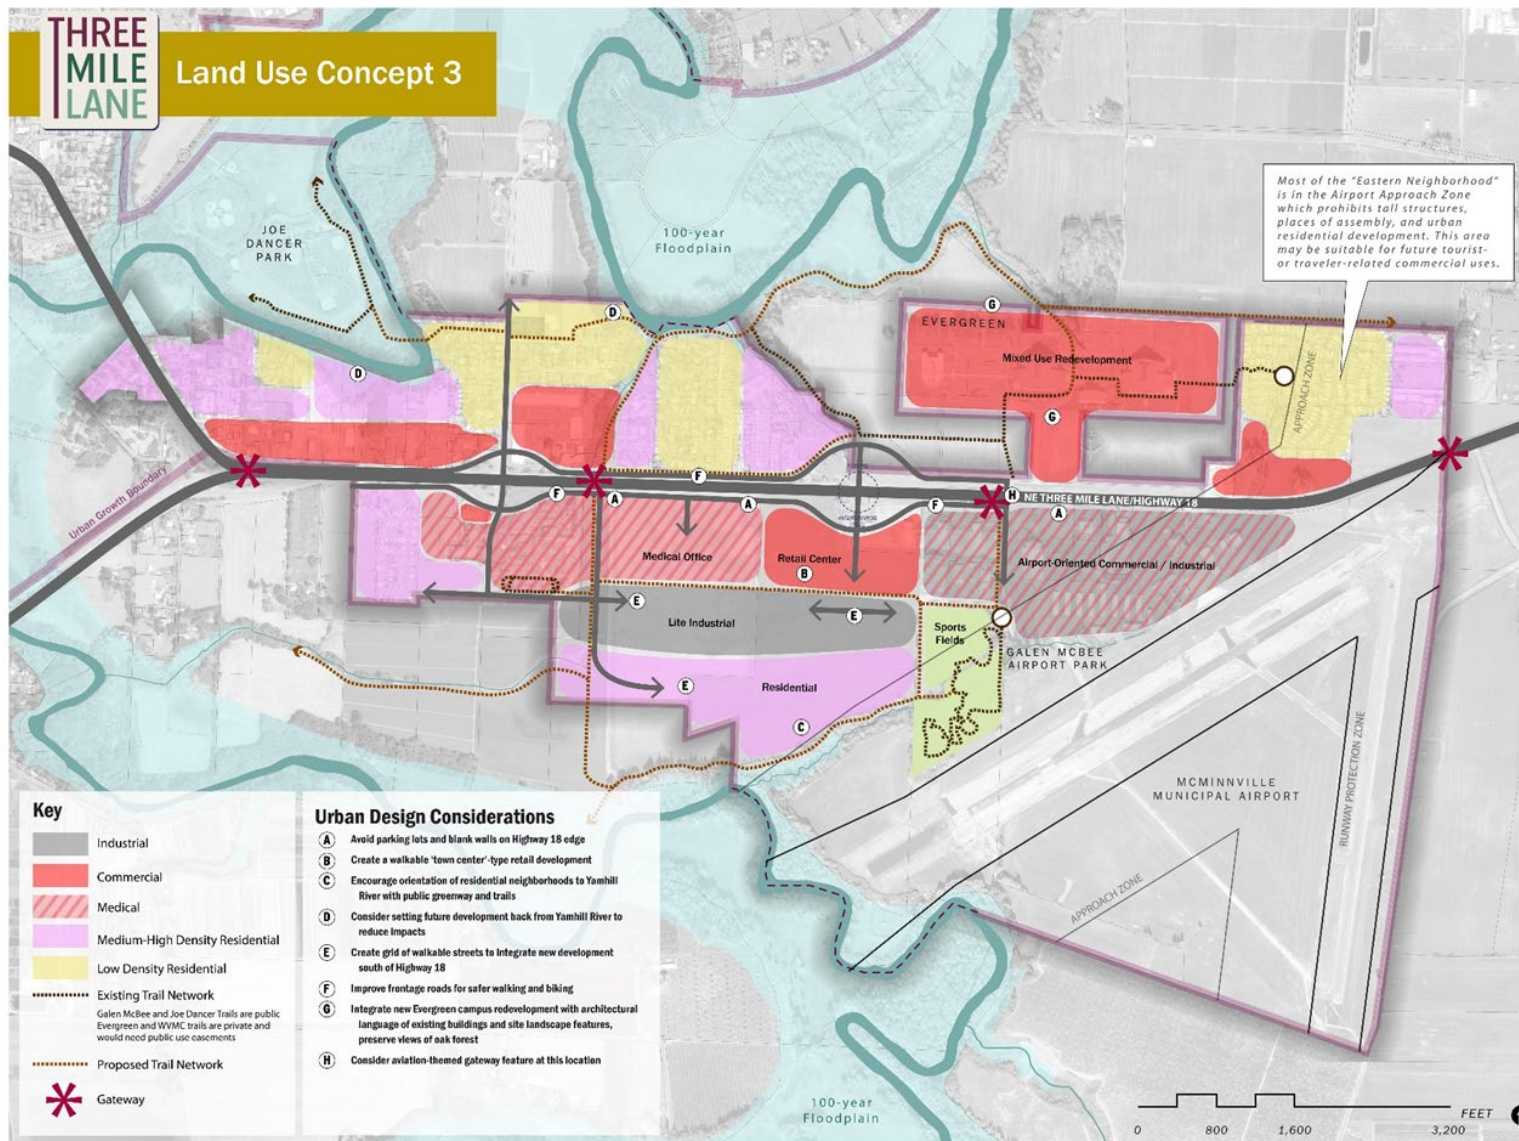 THREE
MILE
LANE
Land Use Concept 3
Most of the "Eastern Neighborhood"
is in the Airport Approach Zone
which prohibits tall structures,
places of assembly, and urban
residential development. This area
may be suitable for future tourist-
or traveler-related commercial uses.
JOE
DANCER
PARK
100-year
Floodplain
D
G
EVERGREEN
Mixed Use Redevelopment
APPROACH ZONE
D
G
Urban Growth Boundary
F
F
A
A
F
H
NE THREE MILE LANE/HIGHWAY 18
A
Medical Office
Retail Center
B
Airport-Oriented Commercial / Industrial
E
E
Lite Industrial
Sports
Fields
GALEN MCBEE
AIRPORT PARK
E
Residential
C
MCMINNVILLE
MUNICIPAL AIRPORT
RUNWAY PROTECTION ZONE
APPROACH ZONE
Key
Industrial
Commercial
Medical
Medium-High Density Residential
Low Density Residential
Existing Trail Network
Galen McBee and Joe Dancer Trails are public
Evergreen and WVMC trails are private and
would need public use easements
Proposed Trail Network
Gateway
Urban Design Considerations
A Avoid parking lots and blank walls on Highway 18 edge
B Create a walkable 'town center'-type retail development
C Encourage orientation of residential neighborhoods to Yamhill
River with public greenway and trails
D Consider setting future development back from Yamhill River to
reduce impacts
E Create grid of walkable streets to integrate new development
south of Highway 18
F Improve frontage roads for safer walking and biking
G Integrate new Evergreen campus redevelopment with architectural
language of existing buildings and site landscape features,
preserve views of oak forest
H Consider aviation-themed gateway feature at this location
100-year
Floodplain
FEET
0 800 1,600 3,200